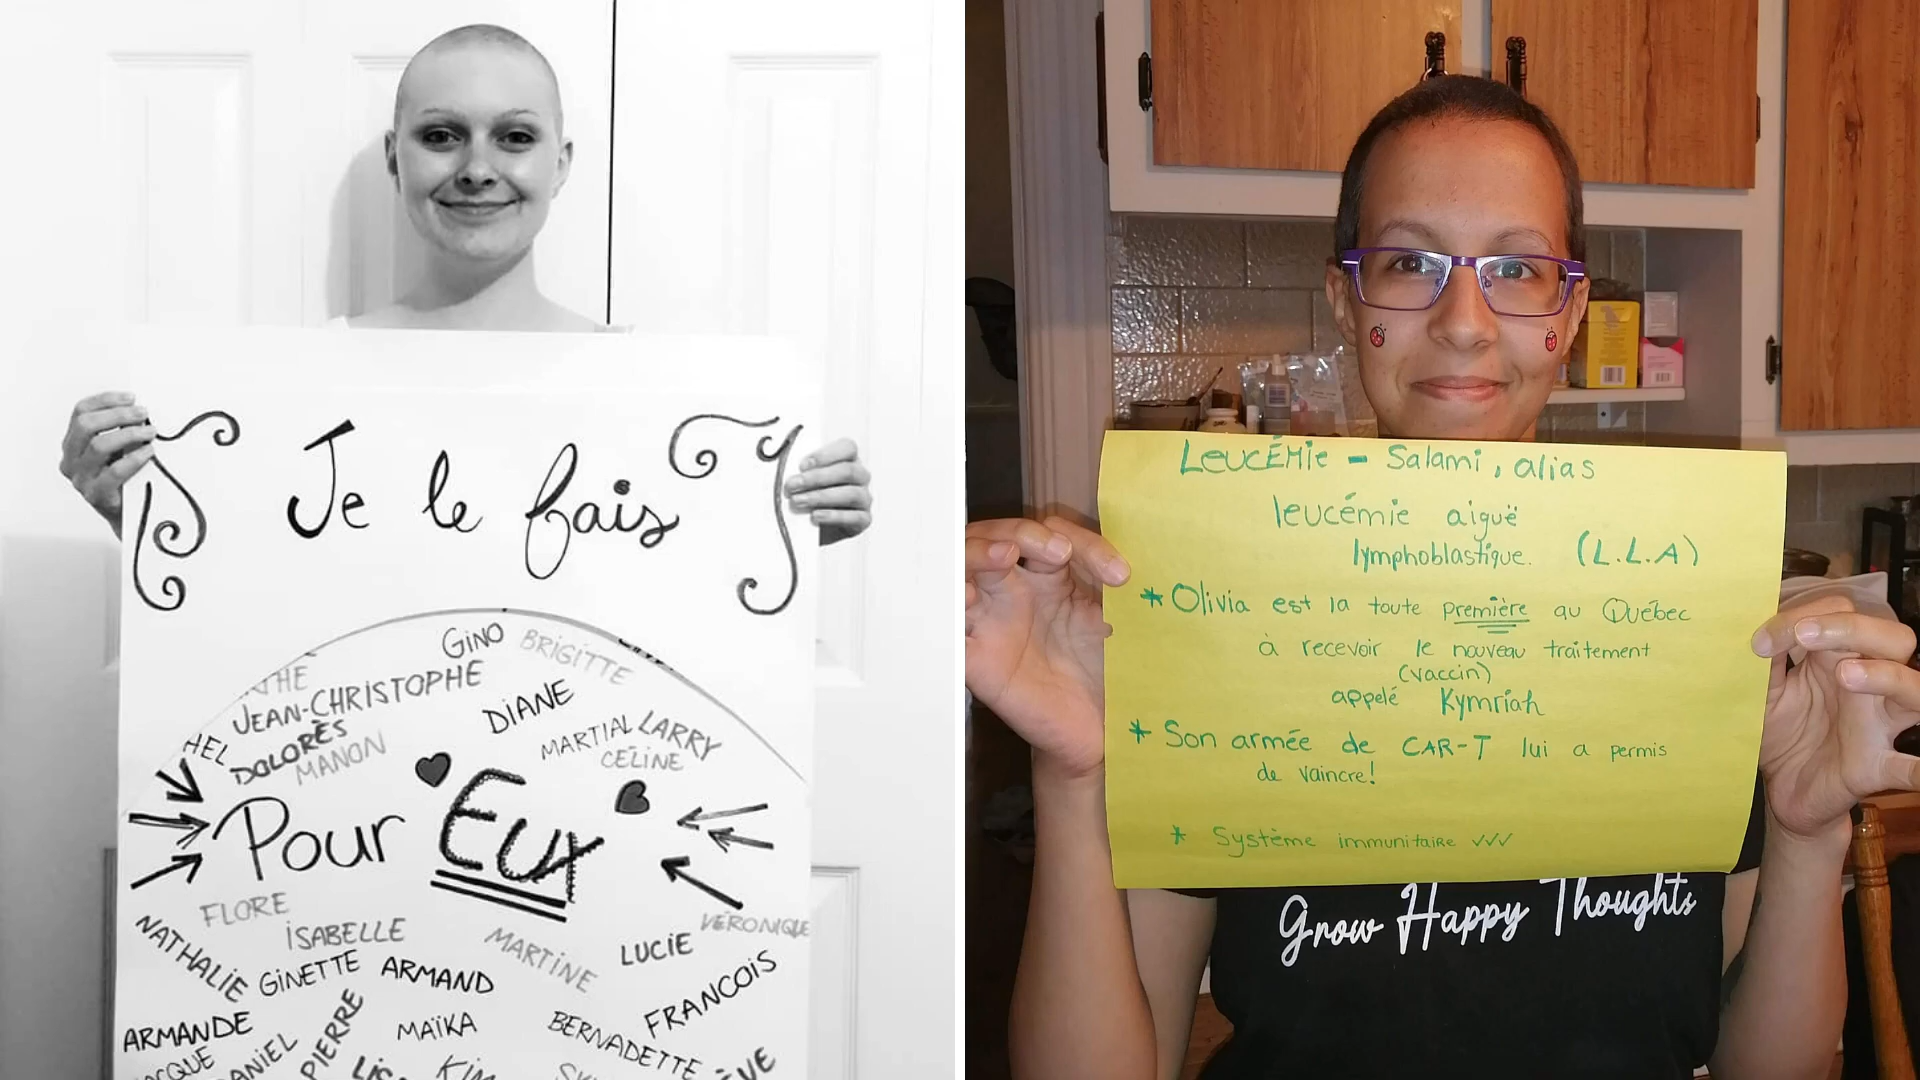 Je le fais
GINO BRIGITTE
JEAN-CHRISTOPHE
DIANE
DOLORÈS
MANON
MARTIAL LARRY
CÉLINE
Pour EUX
FLORE
VÉRONIQUE
NATHALIE
ISABELLE
MARTINE
LUCIE
GINETTE
ARMAND
FRANCOIS
ARMANDE
PIERRE
MAÏKA
BERNADETTE
LEUCÉMIE - Salami, alias
leucémie aiguë
lymphoblastique. (L.L.A)
* Olivia est la toute première au Québec
à recevoir le nouveau traitement
(vaccin)
appelé Kymriah
* Son armée de CAR-T lui a permis
de vaincre!
* Système immunitaire ✓✓✓
Grow Happy Thoughts